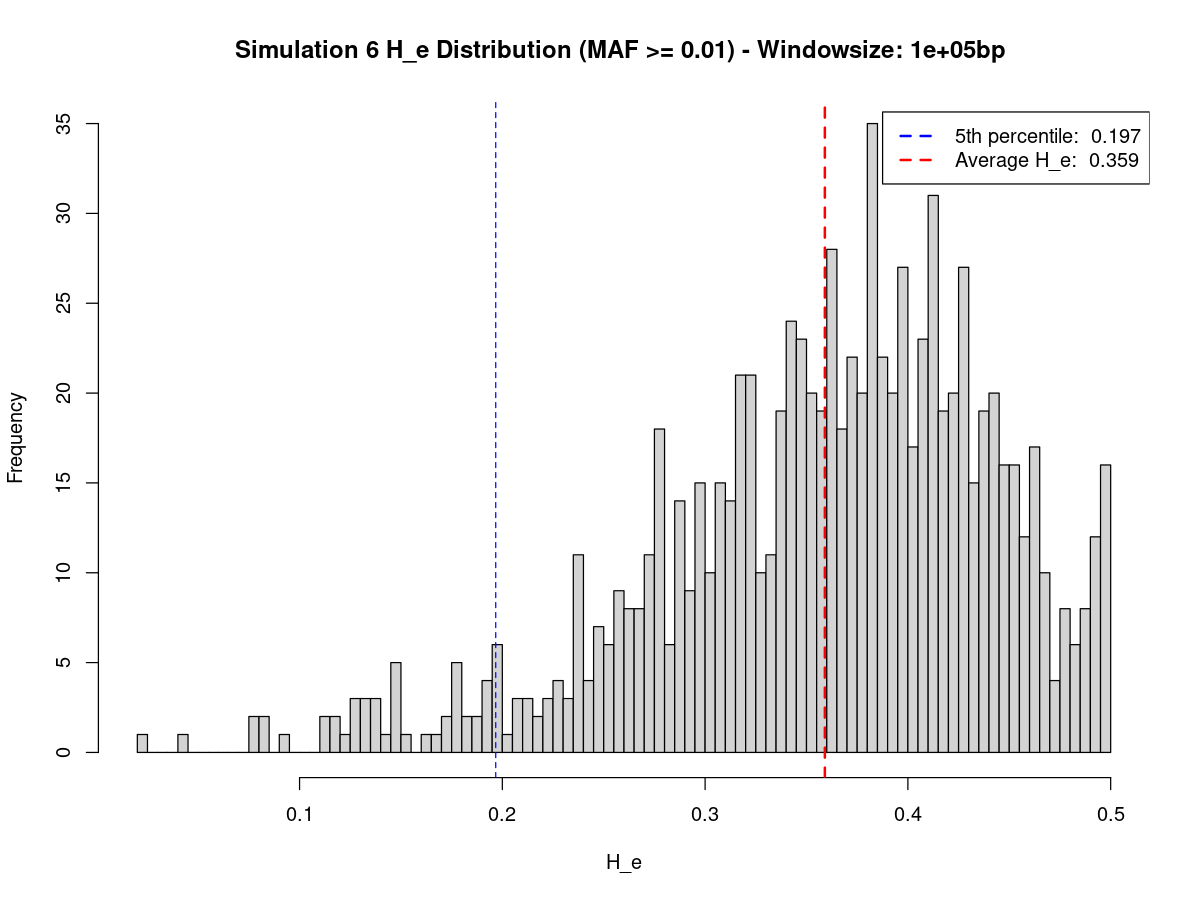 Simulation 6 H_e Distribution (MAF >= 0.01) - Windowsize: 1e+05bp
5th percentile:  0.197
Average H_e:  0.359
Frequency
35
30
25
20
15
10
5
0
0.1 0.2 0.3 0.4 0.5
H_e